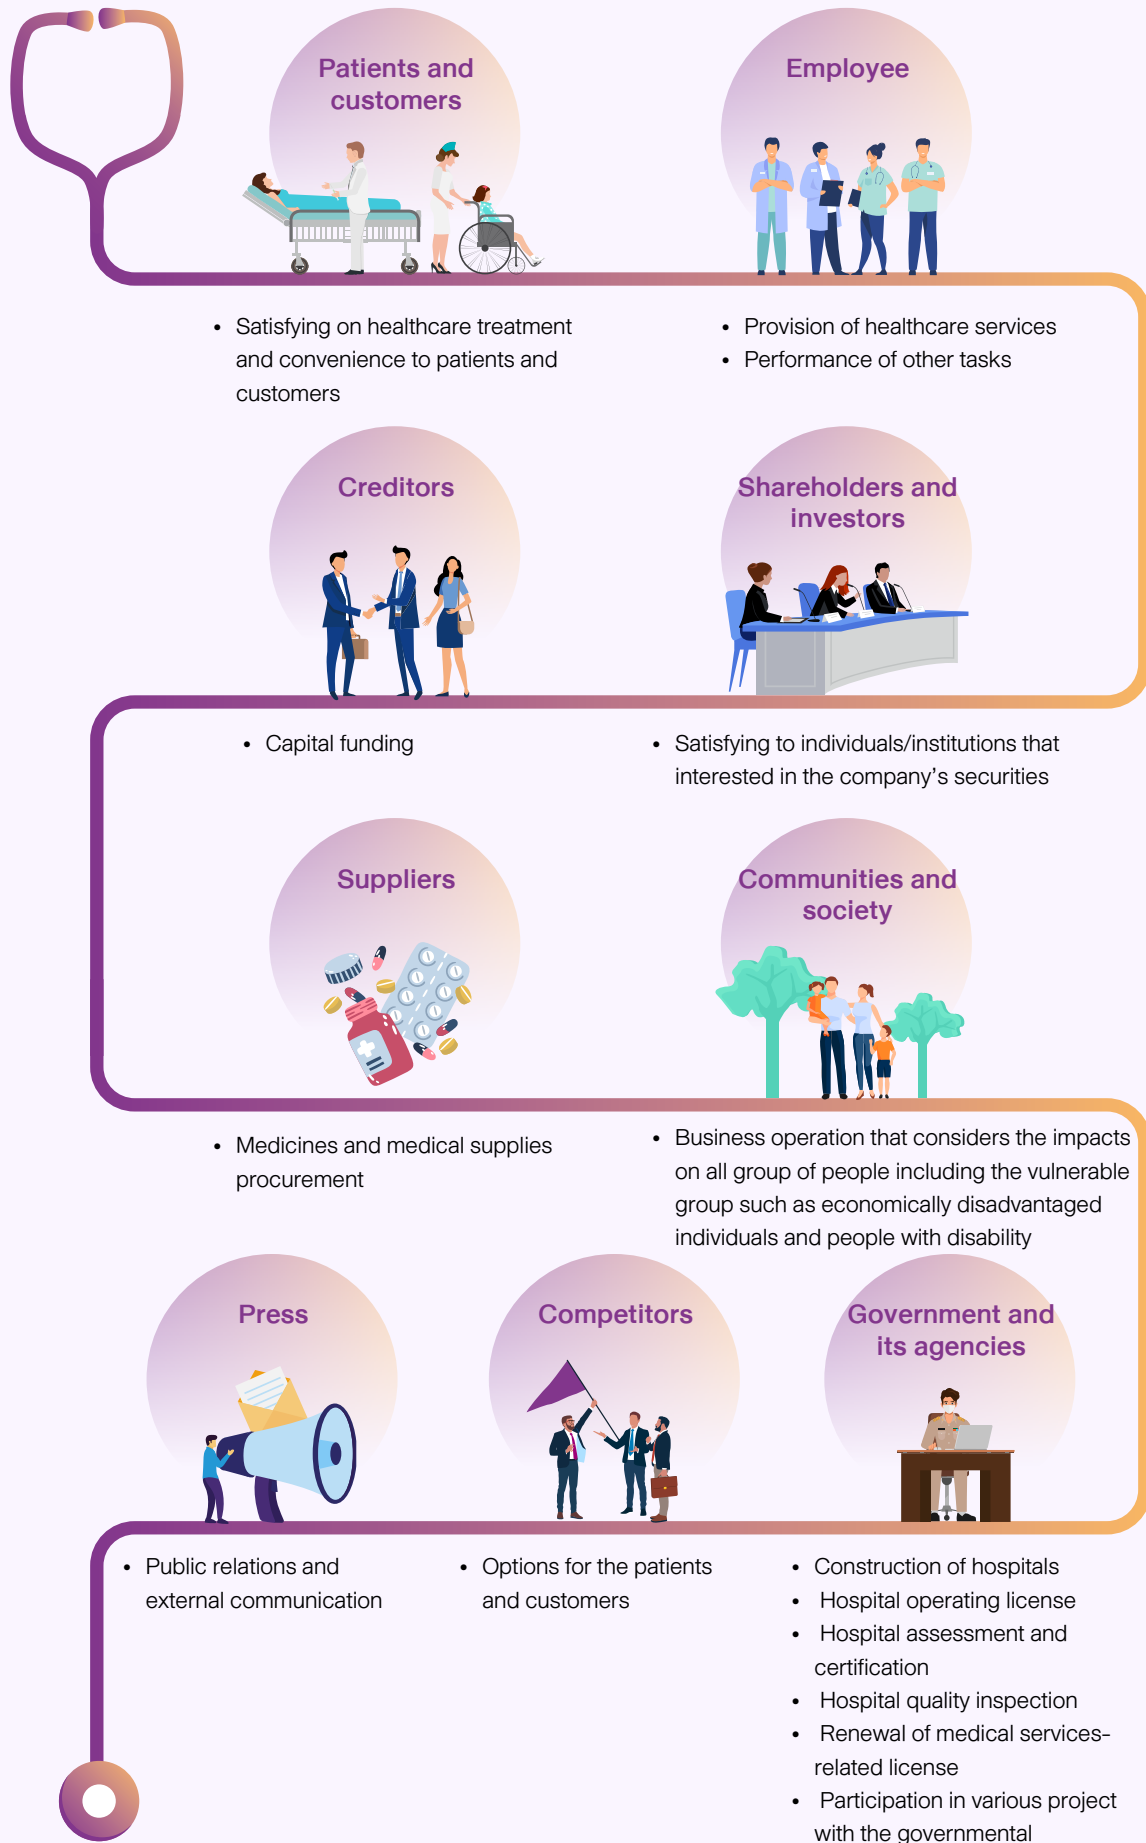 Patients and
customers
Employee
• Satisfying on healthcare treatment
and convenience to patients and
customers
• Provision of healthcare services
• Performance of other tasks
Creditors
Shareholders and
investors
• Capital funding
• Satisfying to individuals/institutions that
interested in the company's securities
Suppliers
Communities and
society
• Medicines and medical supplies
procurement
• Business operation that considers the impacts
on all group of people including the vulnerable
group such as economically disadvantaged
individuals and people with disability
Press
Competitors
Government and
its agencies
• Public relations and
external communication
• Options for the patients
and customers
• Construction of hospitals
• Hospital operating license
• Hospital assessment and
certification
• Hospital quality inspection
• Renewal of medical services-
related license
• Participation in various project
with the governmental